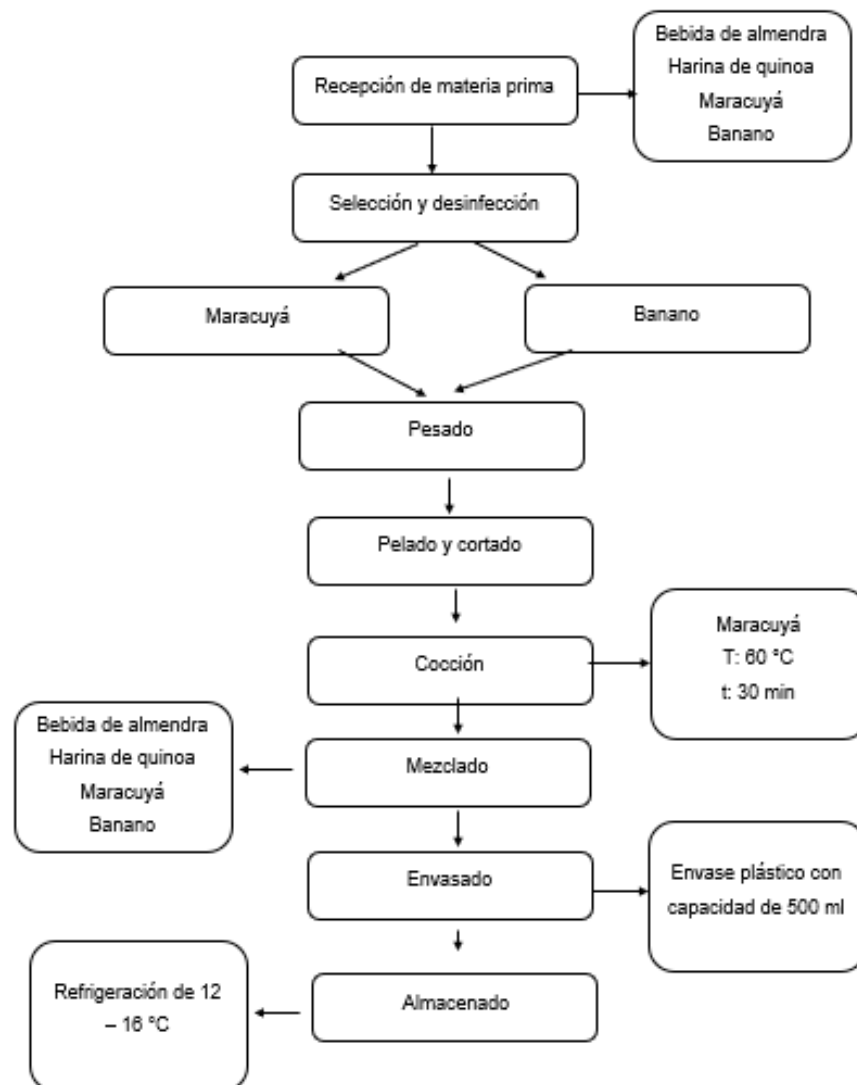 Recepción de materia prima
Bebida de almendra
Harina de quinoa
Maracuyá
Banano
Selección y desinfección
Maracuyá
Banano
Pesado
Pelado y cortado
Cocción
Maracuyá
T: 60 °C
t: 30 min
Bebida de almendra
Harina de quinoa
Maracuyá
Banano
Mezclado
Envasado
Envase plástico con
capacidad de 500 ml
Refrigeración de 12
– 16 °C
Almacenado